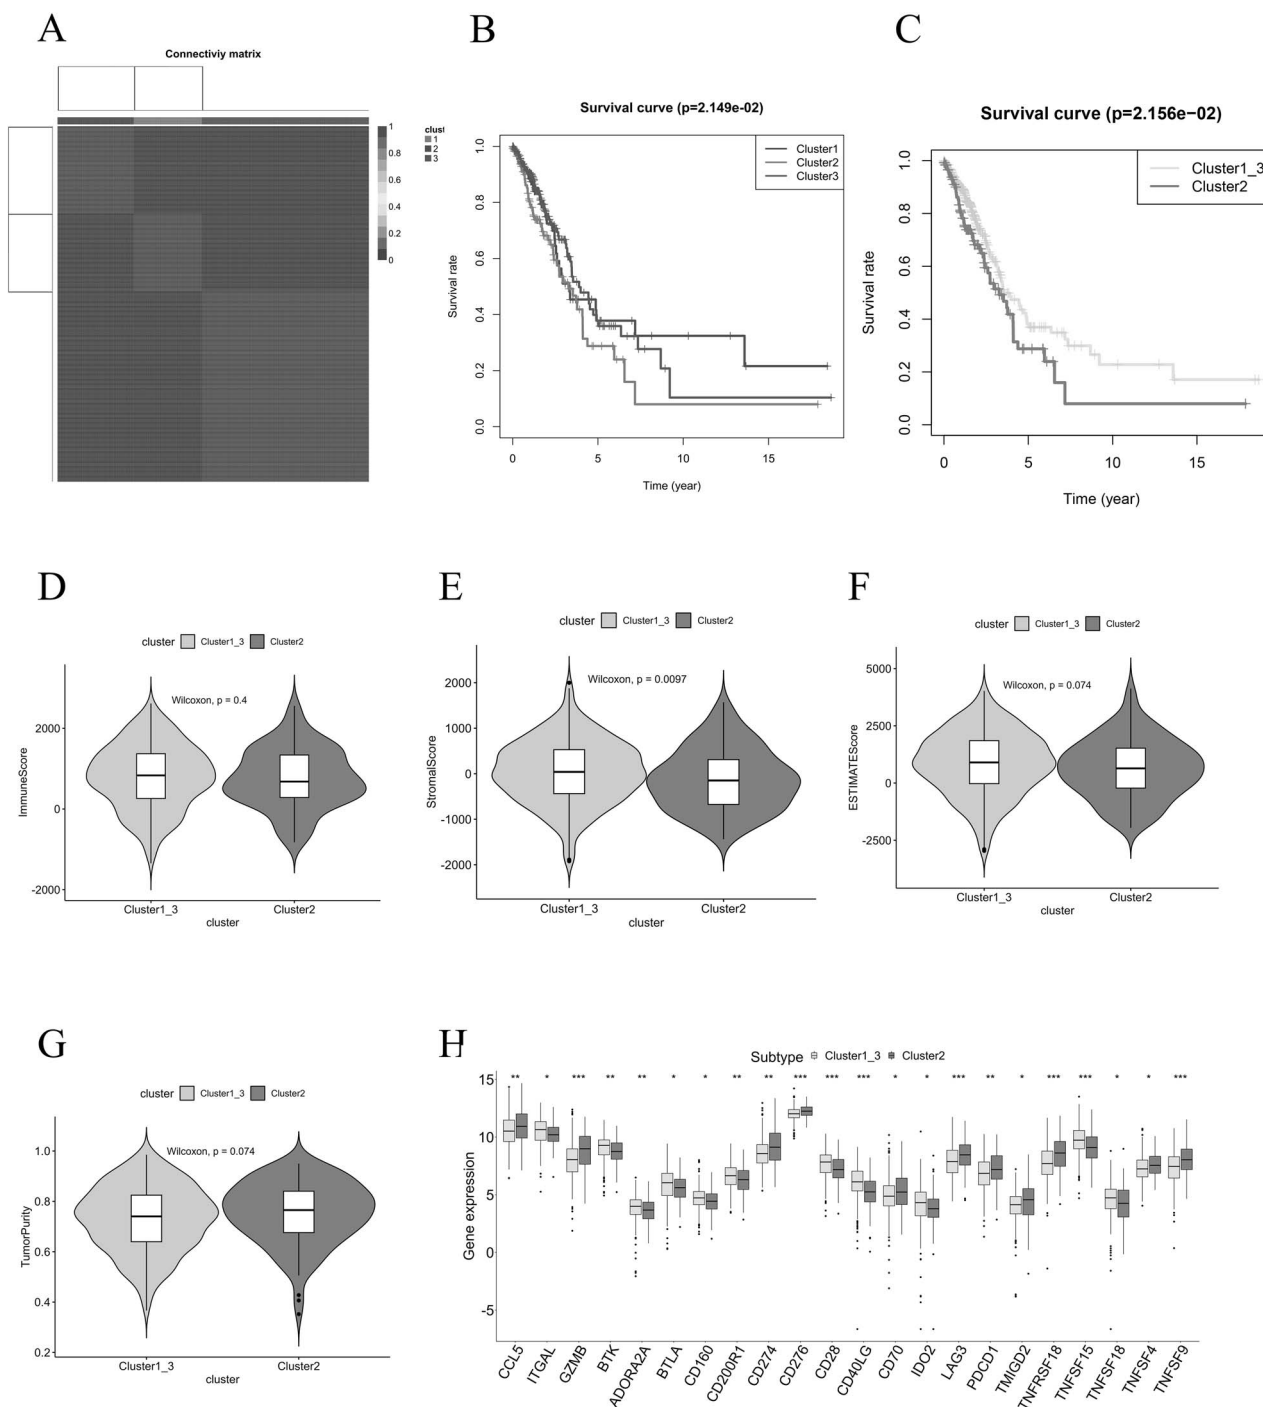 A
Connectiviy matrix
1
0.8
0.6
0.4
0.2
0
clust
1
2
3
B
Survival curve (p=2.149e-02)
Cluster1
Cluster2
Cluster3
Survival rate
1.0
0.8
0.6
0.4
0.2
0.0
0 5 10 15
Time (year)
C
Survival curve (p=2.156e−02)
Cluster1_3
Cluster2
Survival rate
1.0
0.8
0.6
0.4
0.2
0.0
0 5 10 15
Time (year)
D
cluster Cluster1_3 Cluster2
Wilcoxon, p = 0.4
ImmuneScore
2000
0
-2000
Cluster1_3 Cluster2
cluster
E
cluster Cluster1_3 Cluster2
Wilcoxon, p = 0.0097
StromalScore
2000
1000
0
-1000
-2000
Cluster1_3 Cluster2
cluster
F
cluster Cluster1_3 Cluster2
Wilcoxon, p = 0.074
ESTIMATEScore
5000
2500
0
-2500
Cluster1_3 Cluster2
cluster
G
cluster Cluster1_3 Cluster2
Wilcoxon, p = 0.074
TumorPurity
1.0
0.8
0.6
0.4
0.2
Cluster1_3 Cluster2
cluster
H
Subtype Cluster1_3 Cluster2
** * *** ** ** * * ** ** *** *** *** * * *** ** * *** *** * * ***
Gene expression
15
10
5
0
-5
CCL5 ITGAL GZMB BTK ADORA2A BTLA CD160 CD200R1 CD274 CD276 CD28 CD40LG CD70 IDO2 LAG3 PDCD1 TMIGD2 TNFRSF18 TNFSF15 TNFSF18 TNFSF4 TNFSF9